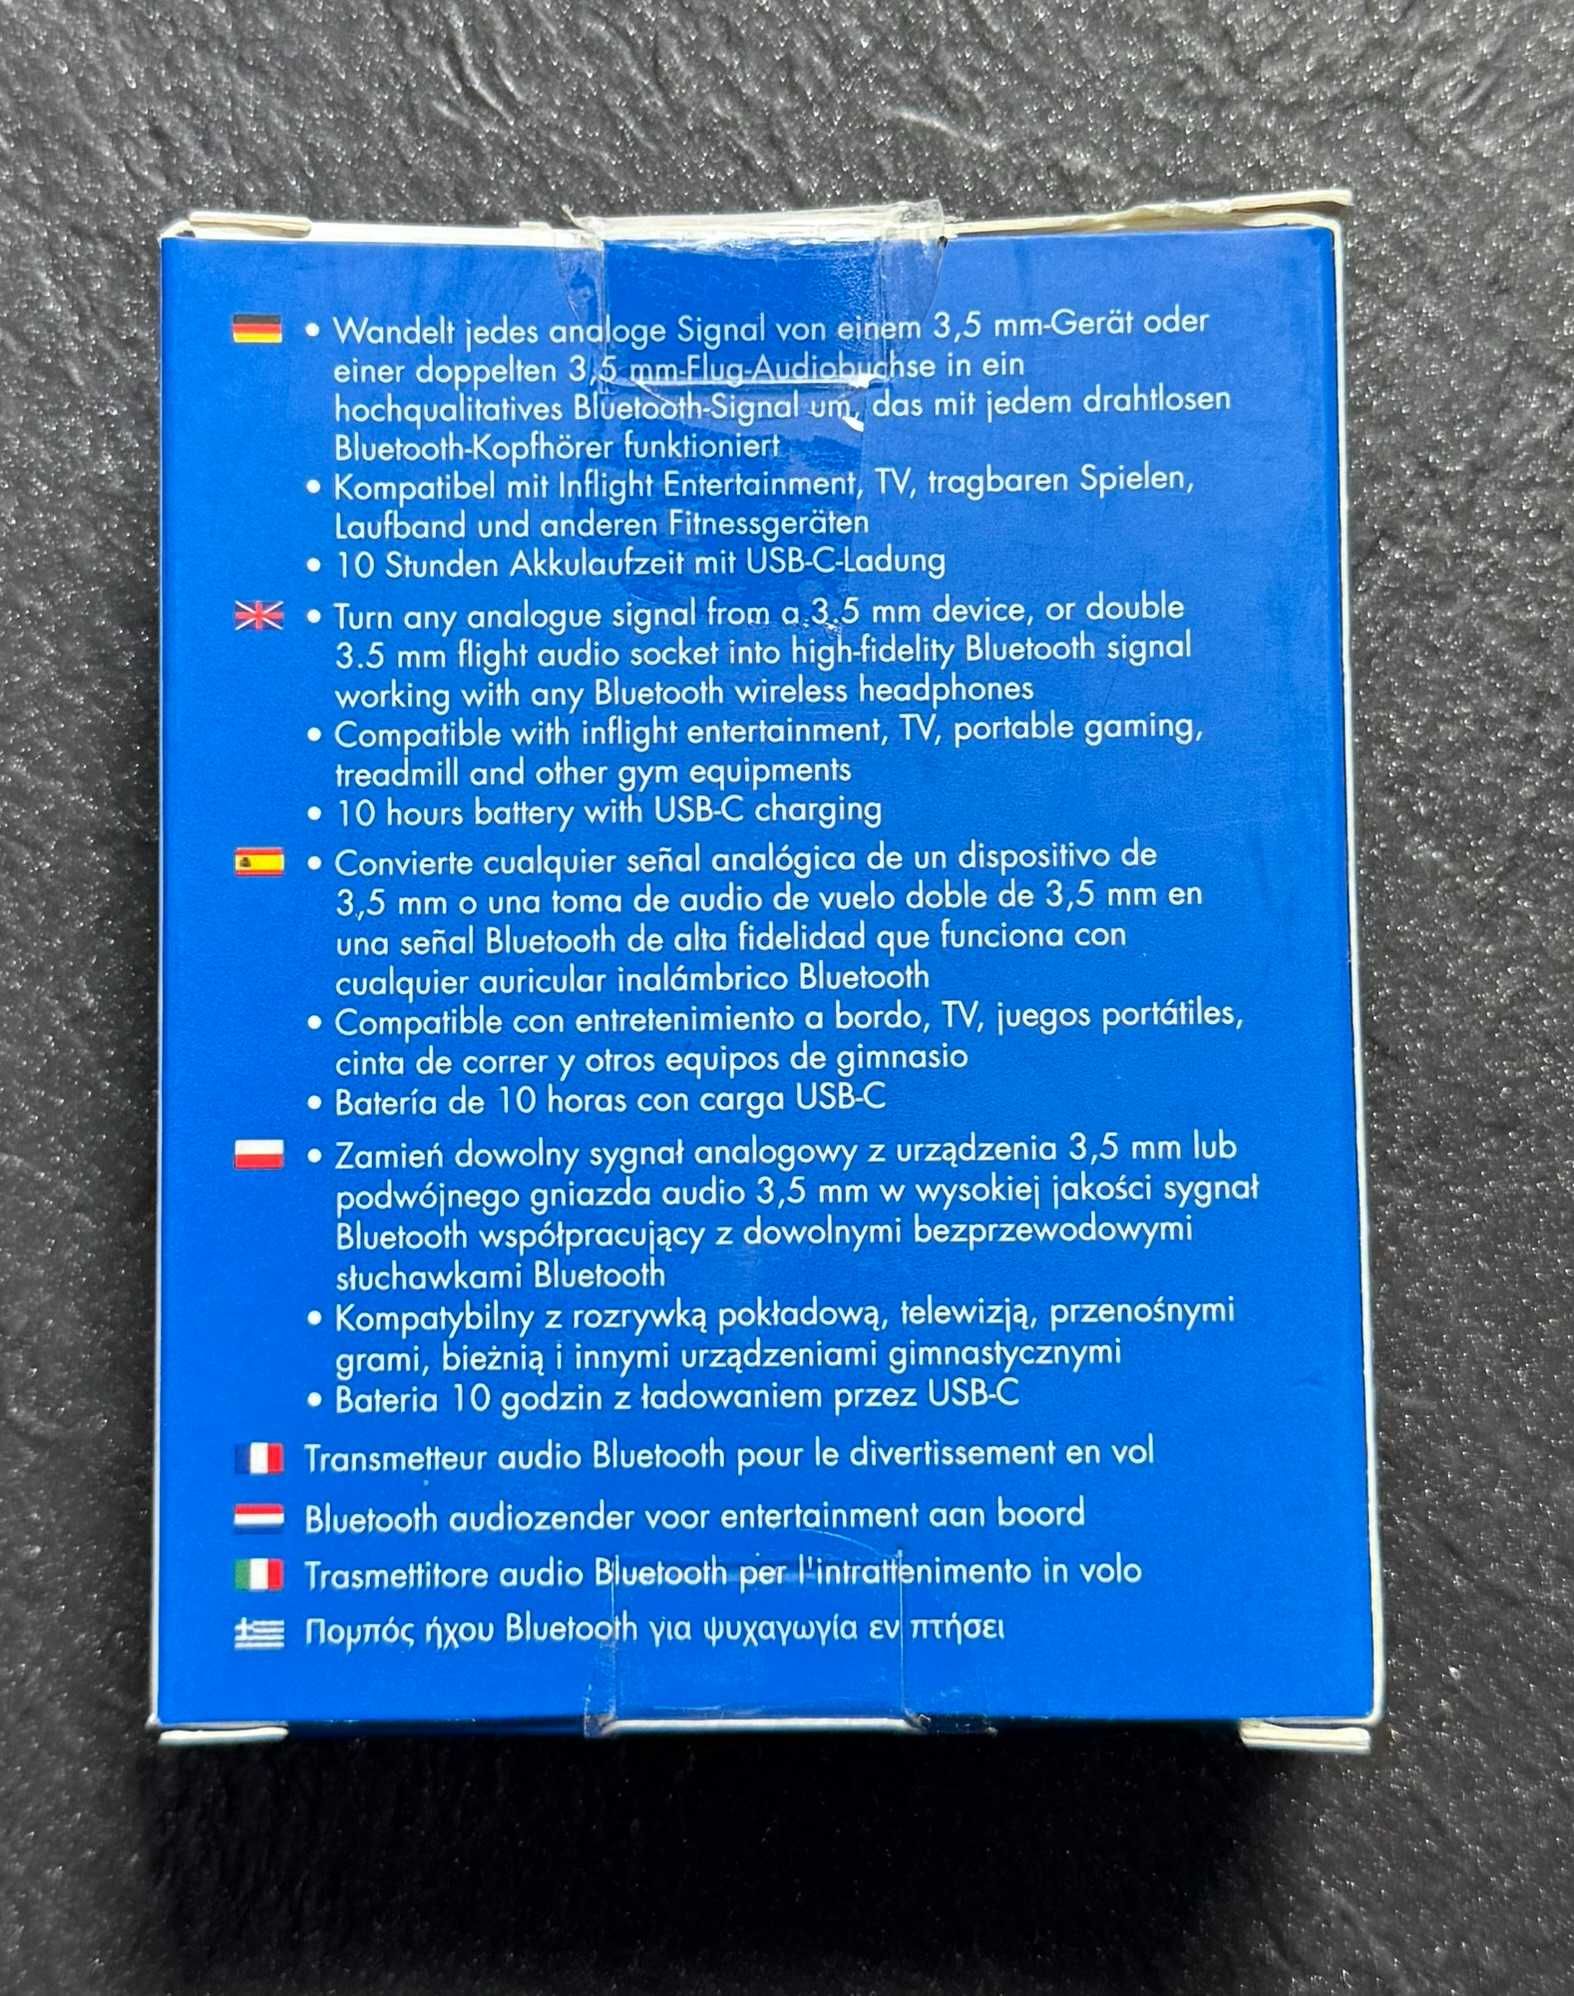 • Wandelt jedes analoge Signal von einem 3,5 mm-Gerät oder
einer doppelten 3,5 mm-Flug-Audiobuchse in ein
hochqualitatives Bluetooth-Signal um, das mit jedem drahtlosen
Bluetooth-Kopfhörer funktioniert
• Kompatibel mit Inflight Entertainment, TV, tragbaren Spielen,
Laufband und anderen Fitnessgeräten
• 10 Stunden Akkulaufzeit mit USB-C-Ladung
• Turn any analogue signal from a 3.5 mm device, or double
3.5 mm flight audio socket into high-fidelity Bluetooth signal
working with any Bluetooth wireless headphones
• Compatible with inflight entertainment, TV, portable gaming,
treadmill and other gym equipments
• 10 hours battery with USB-C charging
• Convierte cualquier señal analógica de un dispositivo de
3,5 mm o una toma de audio de vuelo doble de 3,5 mm en
una señal Bluetooth de alta fidelidad que funciona con
cualquier auricular inalámbrico Bluetooth
• Compatible con entretenimiento a bordo, TV, juegos portátiles,
cinta de correr y otros equipos de gimnasio
• Batería de 10 horas con carga USB-C
• Zamień dowolny sygnał analogowy z urządzenia 3,5 mm lub
podwójnego gniazda audio 3,5 mm w wysokiej jakości sygnał
Bluetooth współpracujący z dowolnymi bezprzewodowymi
słuchawkami Bluetooth
• Kompatybilny z rozrywką pokładową, telewizją, przenośnymi
grami, bieżnią i innymi urządzeniami gimnastycznymi
• Bateria 10 godzin z ładowaniem przez USB-C
Transmetteur audio Bluetooth pour le divertissement en vol
Bluetooth audiozender voor entertainment aan boord
Trasmettitore audio Bluetooth per l'intrattenimento in volo
Πομπός ήχου Bluetooth για ψυχαγωγία εν πτήσει